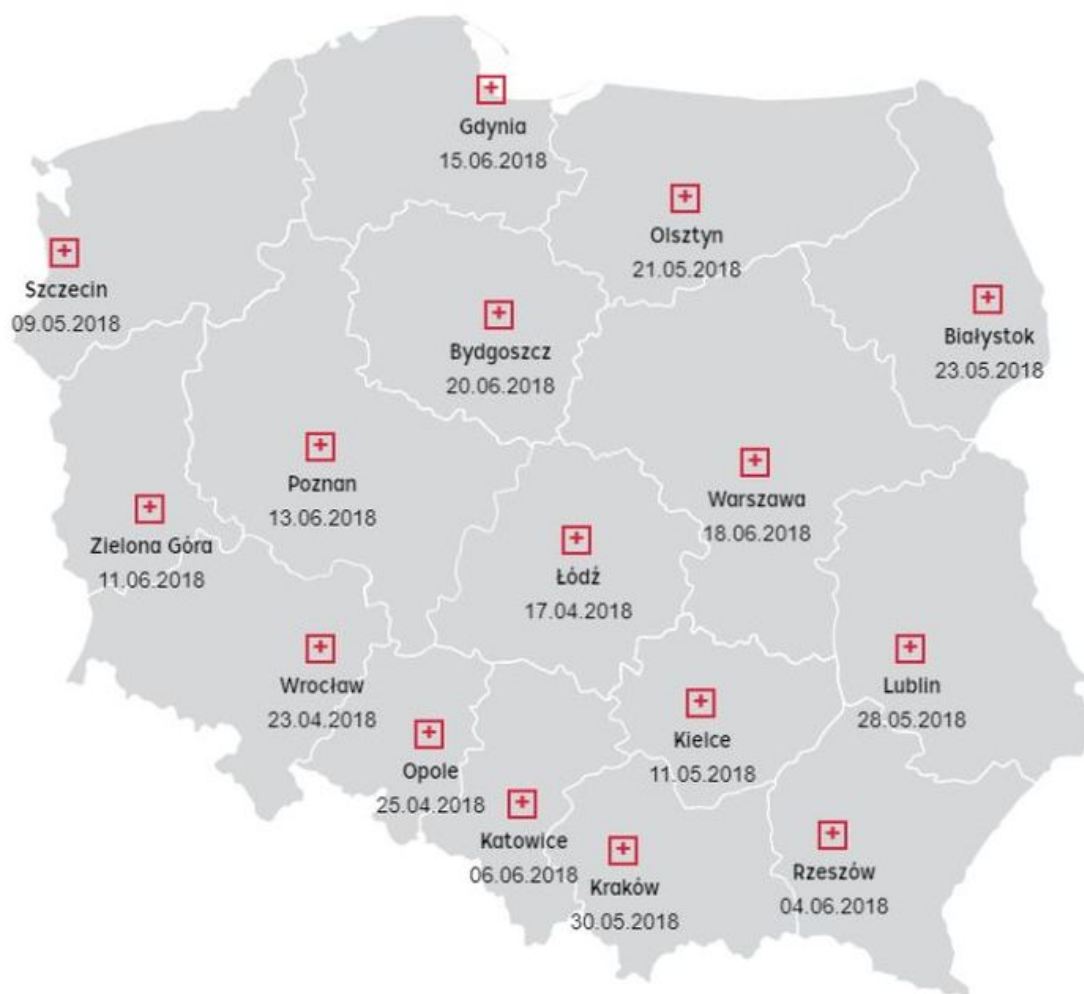 Gdynia
15.06.2018
Olsztyn
21.05.2018
Szczecin
09.05.2018
Białystok
23.05.2018
Bydgoszcz
20.06.2018
Poznan
13.06.2018
Warszawa
18.06.2018
Zielona Góra
11.06.2018
Łódź
17.04.2018
Wrocław
23.04.2018
Lublin
28.05.2018
Kielce
11.05.2018
Opole
25.04.2018
Katowice
06.06.2018
Kraków
30.05.2018
Rzeszów
04.06.2018